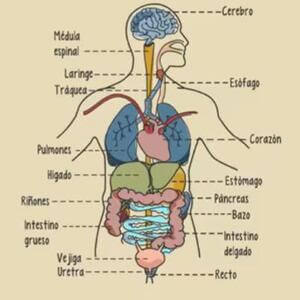 Cerebro
Médula
espinal
Laringe
Tráquea
Esófago
Corazón
Pulmones
Hígado
Estómago
Riñones
Páncreas
Bazo
Intestino
grueso
Intestino
delgado
Vejiga
Uretra
Recto